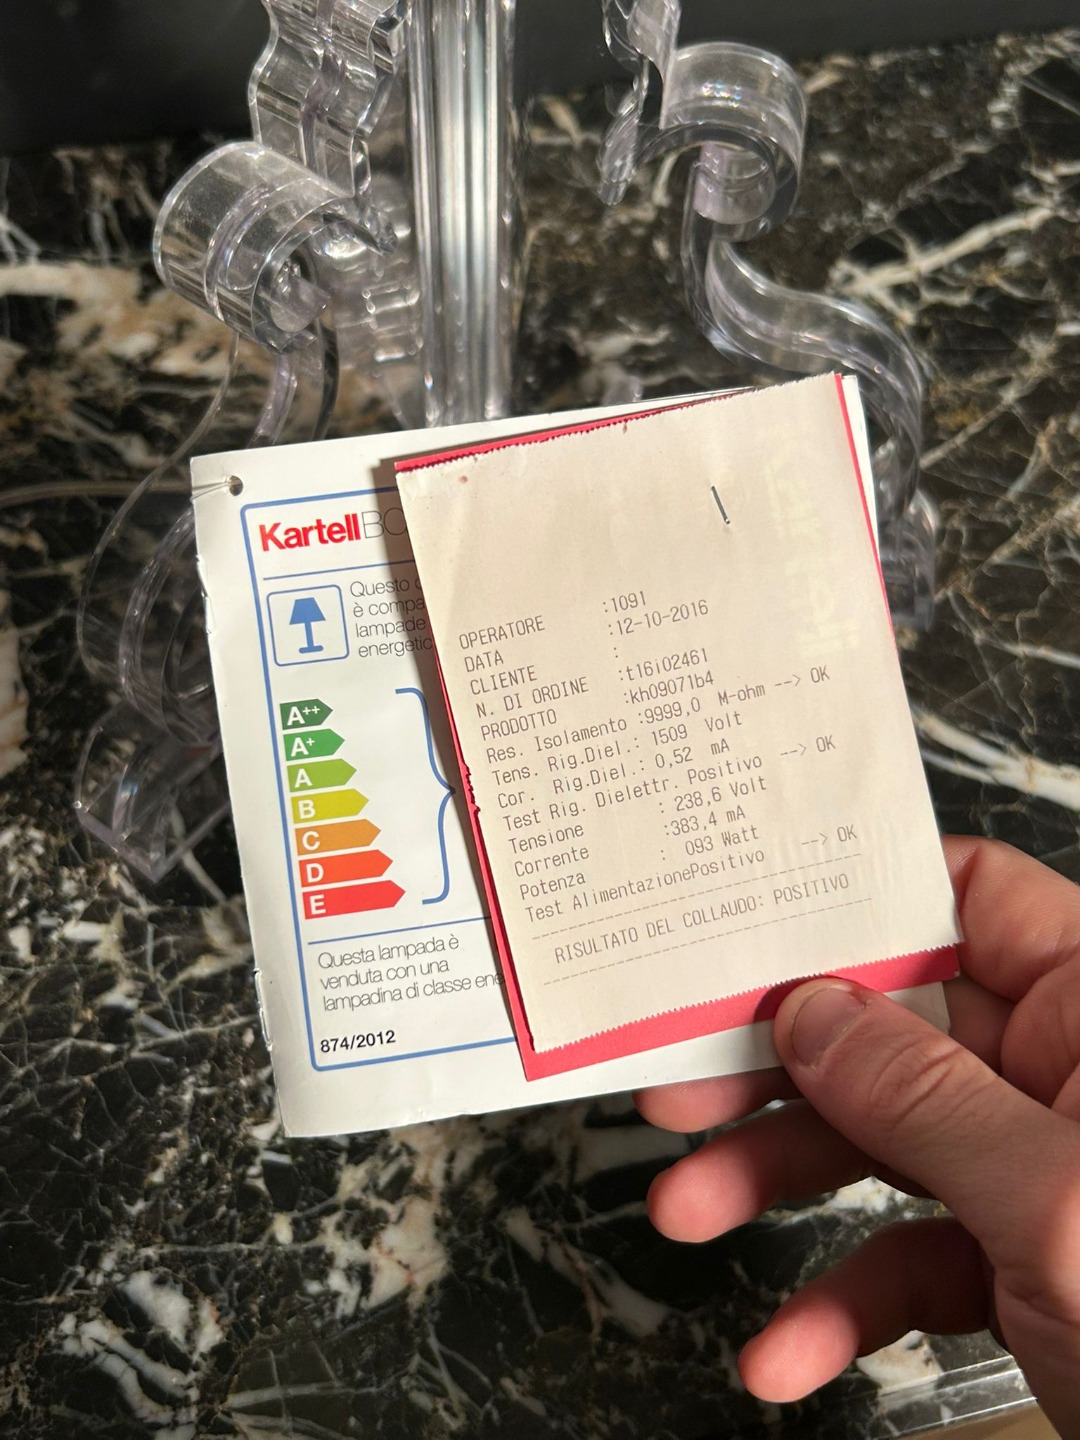 KartellBO
Questo
è compa
lampade
energetic
A++
A+
A
B
C
D
E
Questa lampada è
venduta con una
lampadina di classe ene
874/2012
OPERATORE :1091
DATA :12-10-2016
CLIENTE :
N. DI ORDINE :t16i02461
PRODOTTO :kh09071b4
Res. Isolamento :9999,0 M-ohm --> OK
Tens. Rig.Diel.: 1509 Volt
Cor. Rig.Diel.: 0,52 mA
Test Rig. Dielettr. Positivo --> OK
Tensione : 238,6 Volt
Corrente :383,4 mA
Potenza : 093 Watt
Test AlimentazionePositivo --> OK
RISULTATO DEL COLLAUDO: POSITIVO